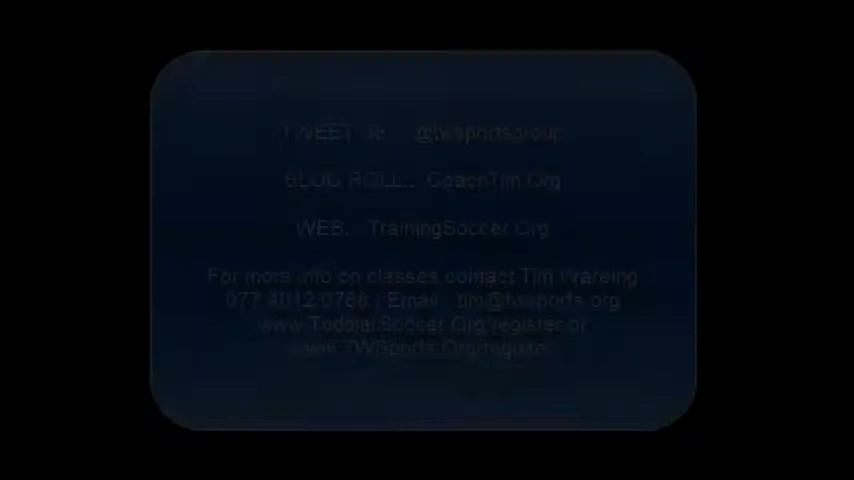 TWEET US... @twsportsgroup
BLOG ROLL... CoachTim.Org
WEB... TrainingSoccer.Org
For more info on classes contact Tim Wareing
Email: tim@twsports.org
www.ToddlerSoccer.Org/register or
www.TWSports.Org/register